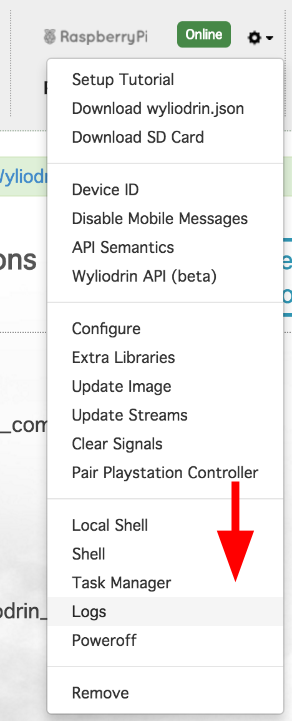 RaspberryPi
Online
Setup Tutorial
Download wyliodrin.json
Download SD Card
Wyliodr
Device ID
Disable Mobile Messages
API Semantics
ons
Wyliodrin API (beta)
Configure
Extra Libraries
Update Image
Update Streams
_com
Clear Signals
Pair Playstation Controller
Local Shell
Shell
Task Manager
odrin_
Logs
Poweroff
Remove